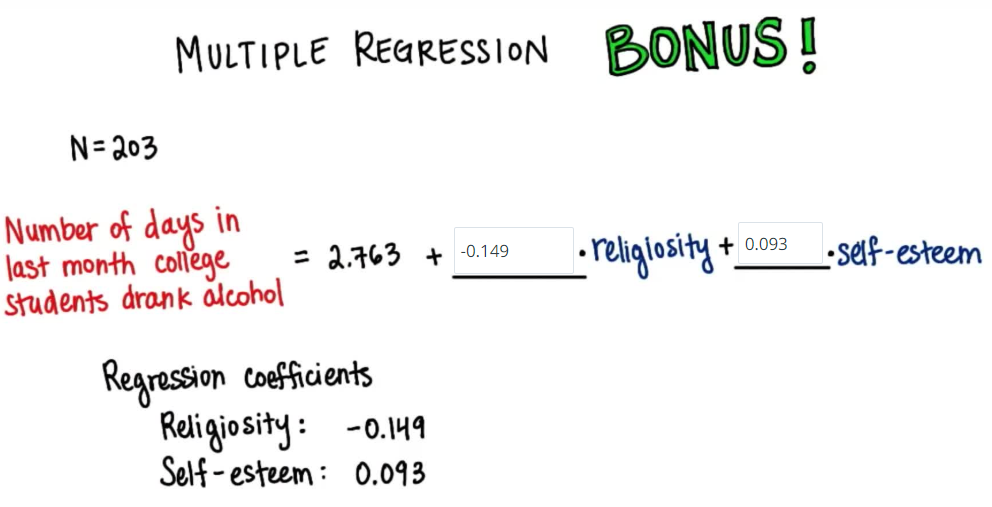 MULTIPLE REGRESSION BONUS!
N=203
Number of days in
last month college
students drank alcohol
= 2.763 + -0.149 · religiosity + 0.093 · self-esteem
Regression coefficients
Religiosity: -0.149
Self-esteem: 0.093